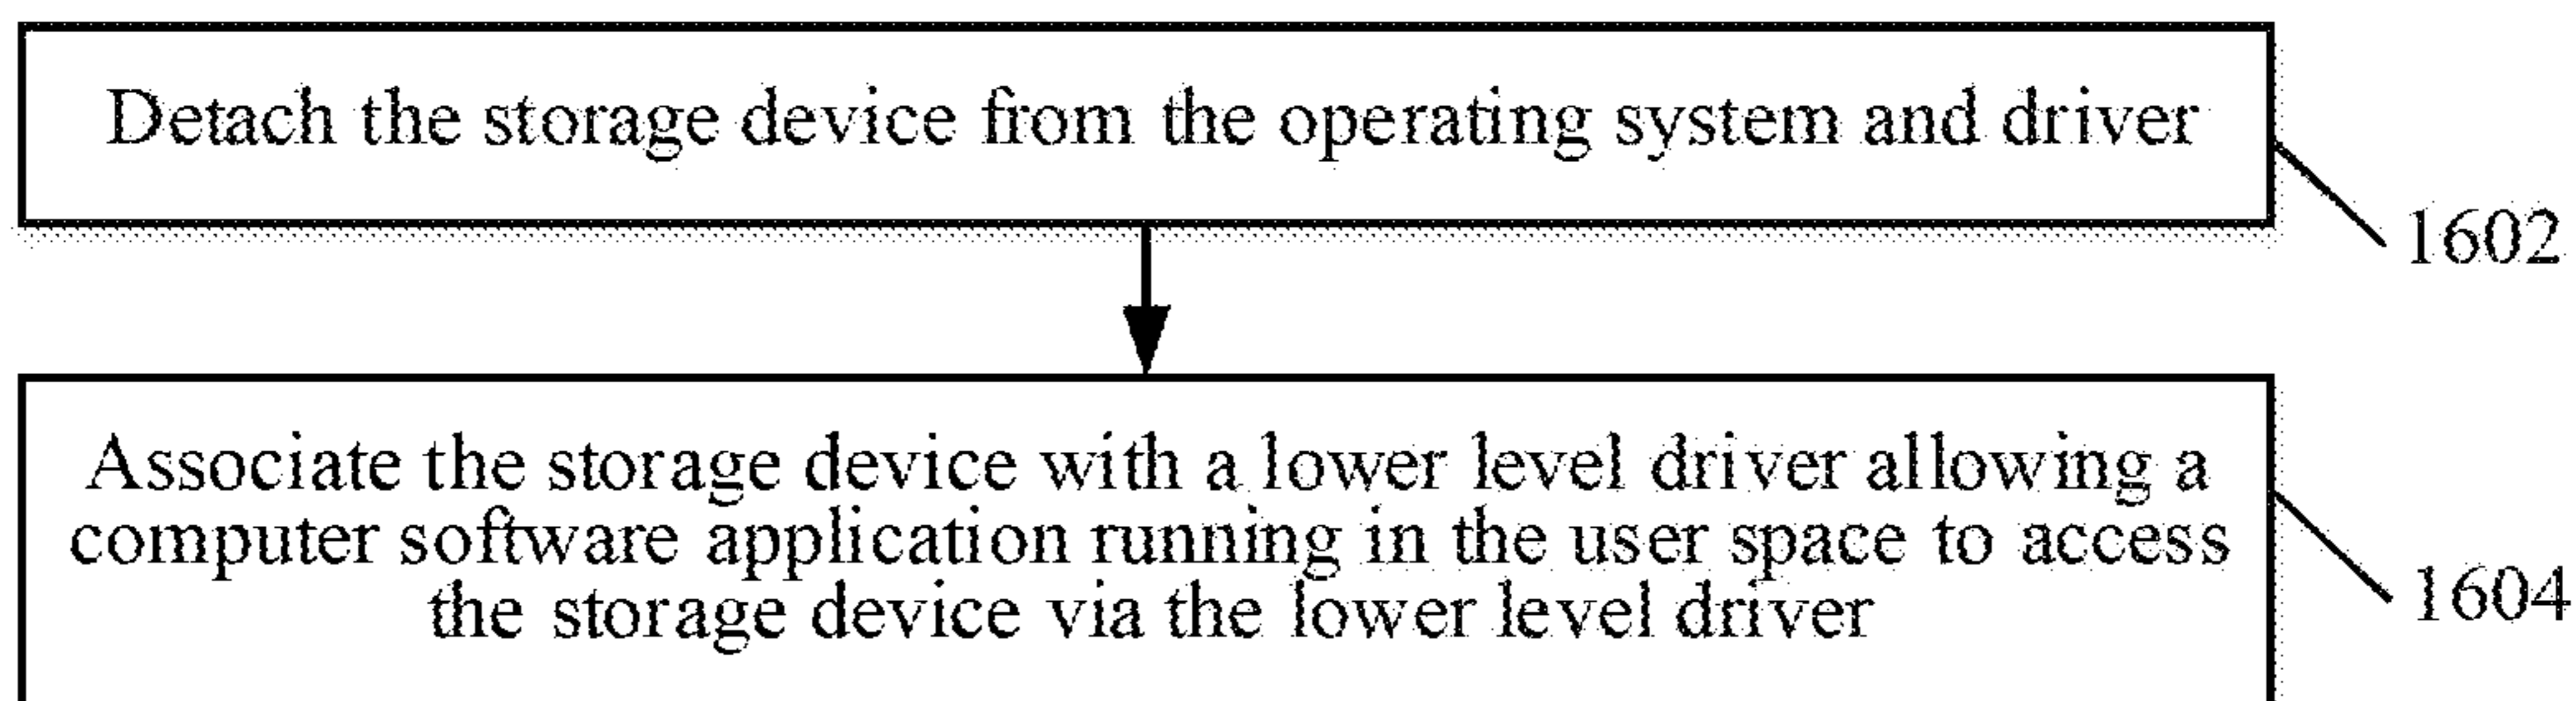 Detach the storage device from the operating system and driver
1602
Associate the storage device with a lower level driver allowing a
computer software application running in the user space to access
the storage device via the lower level driver
1604